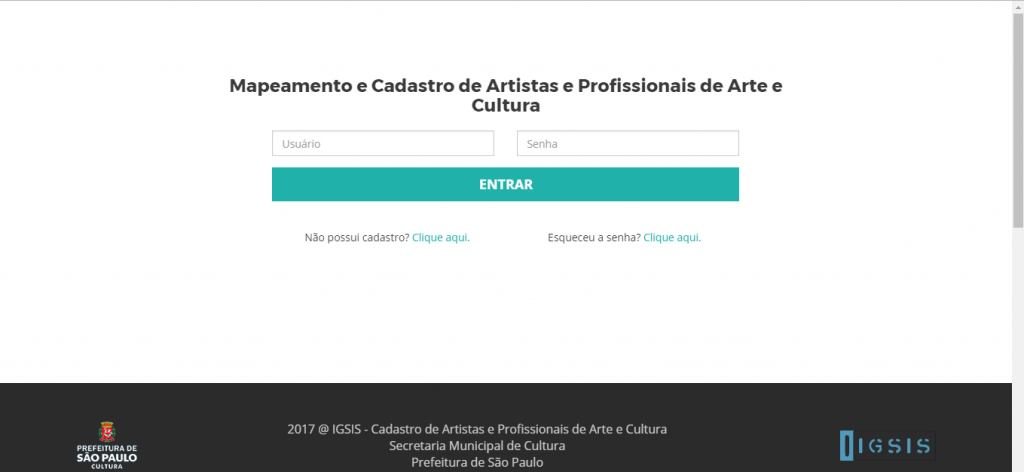 Mapeamento e Cadastro de Artistas e Profissionais de Arte e
Cultura
Usuário
Senha
ENTRAR
Não possui cadastro? Clique aqui.
Esqueceu a senha? Clique aqui.
PREFEITURA DE
SÃO PAULO
CULTURA
2017 @ IGSIS - Cadastro de Artistas e Profissionais de Arte e Cultura
Secretaria Municipal de Cultura
Prefeitura de São Paulo
IGSIS